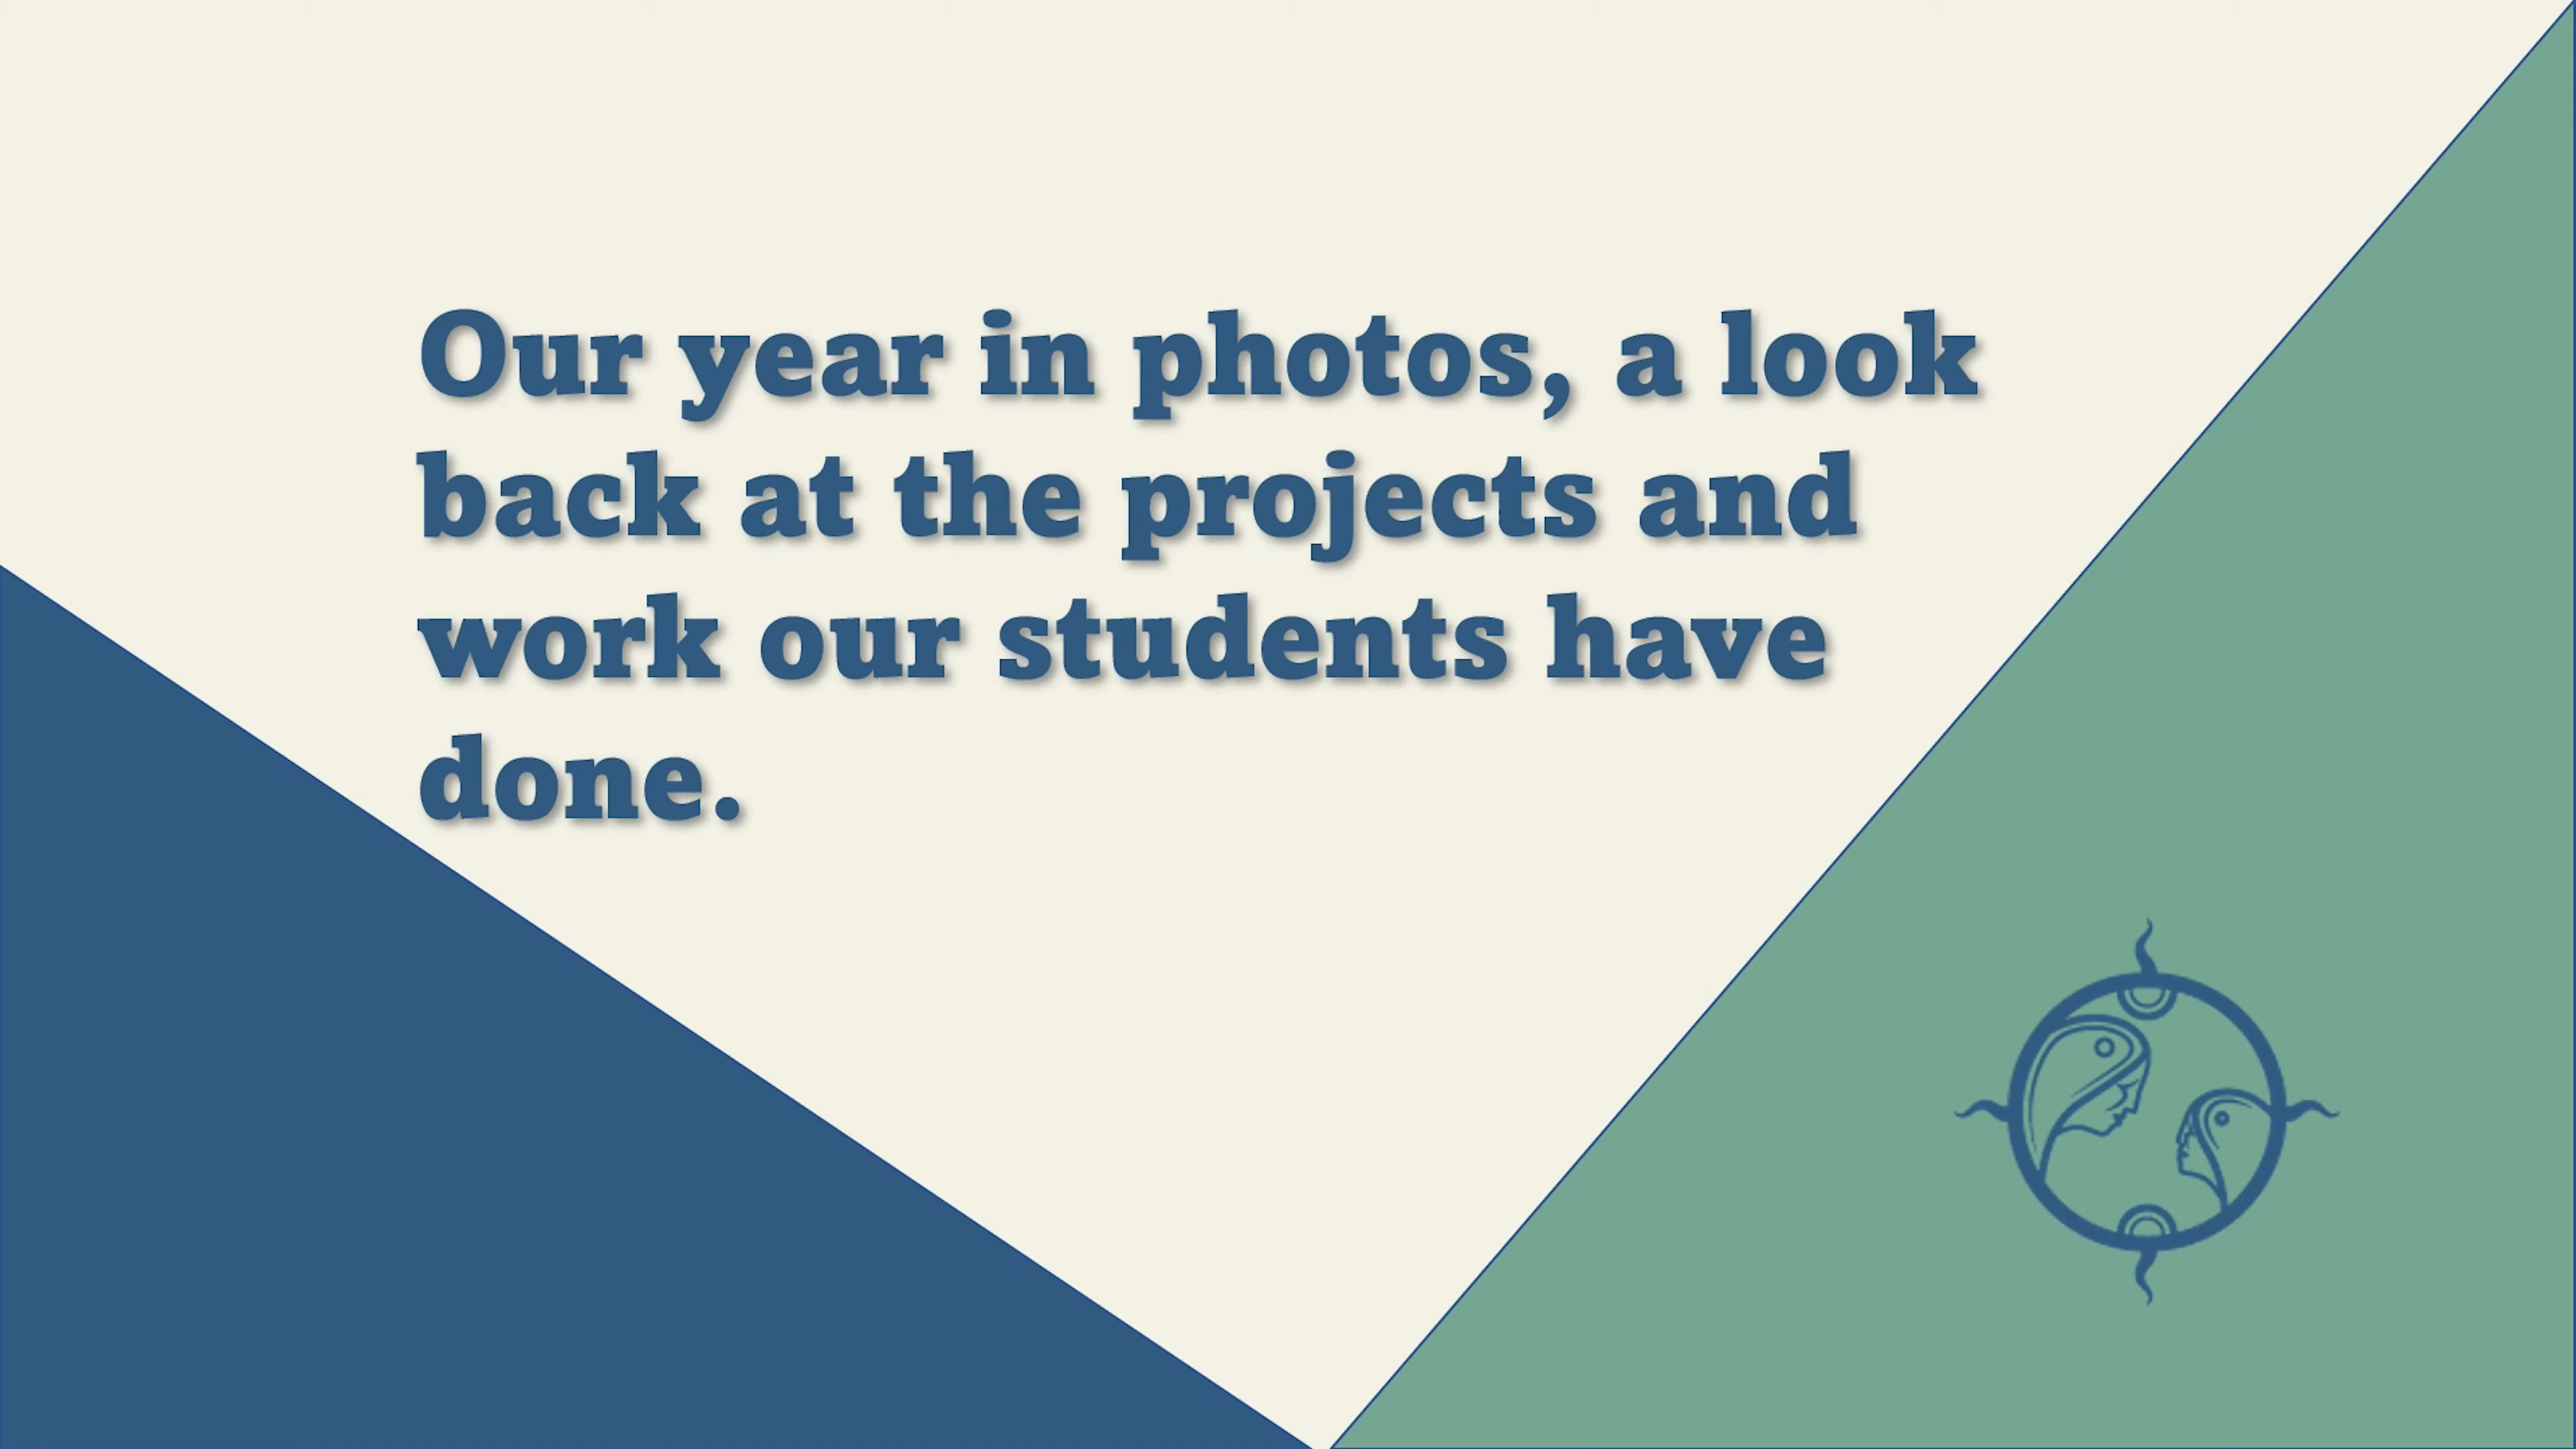 Our year in photos, a look
back at the projects and
work our students have
done.